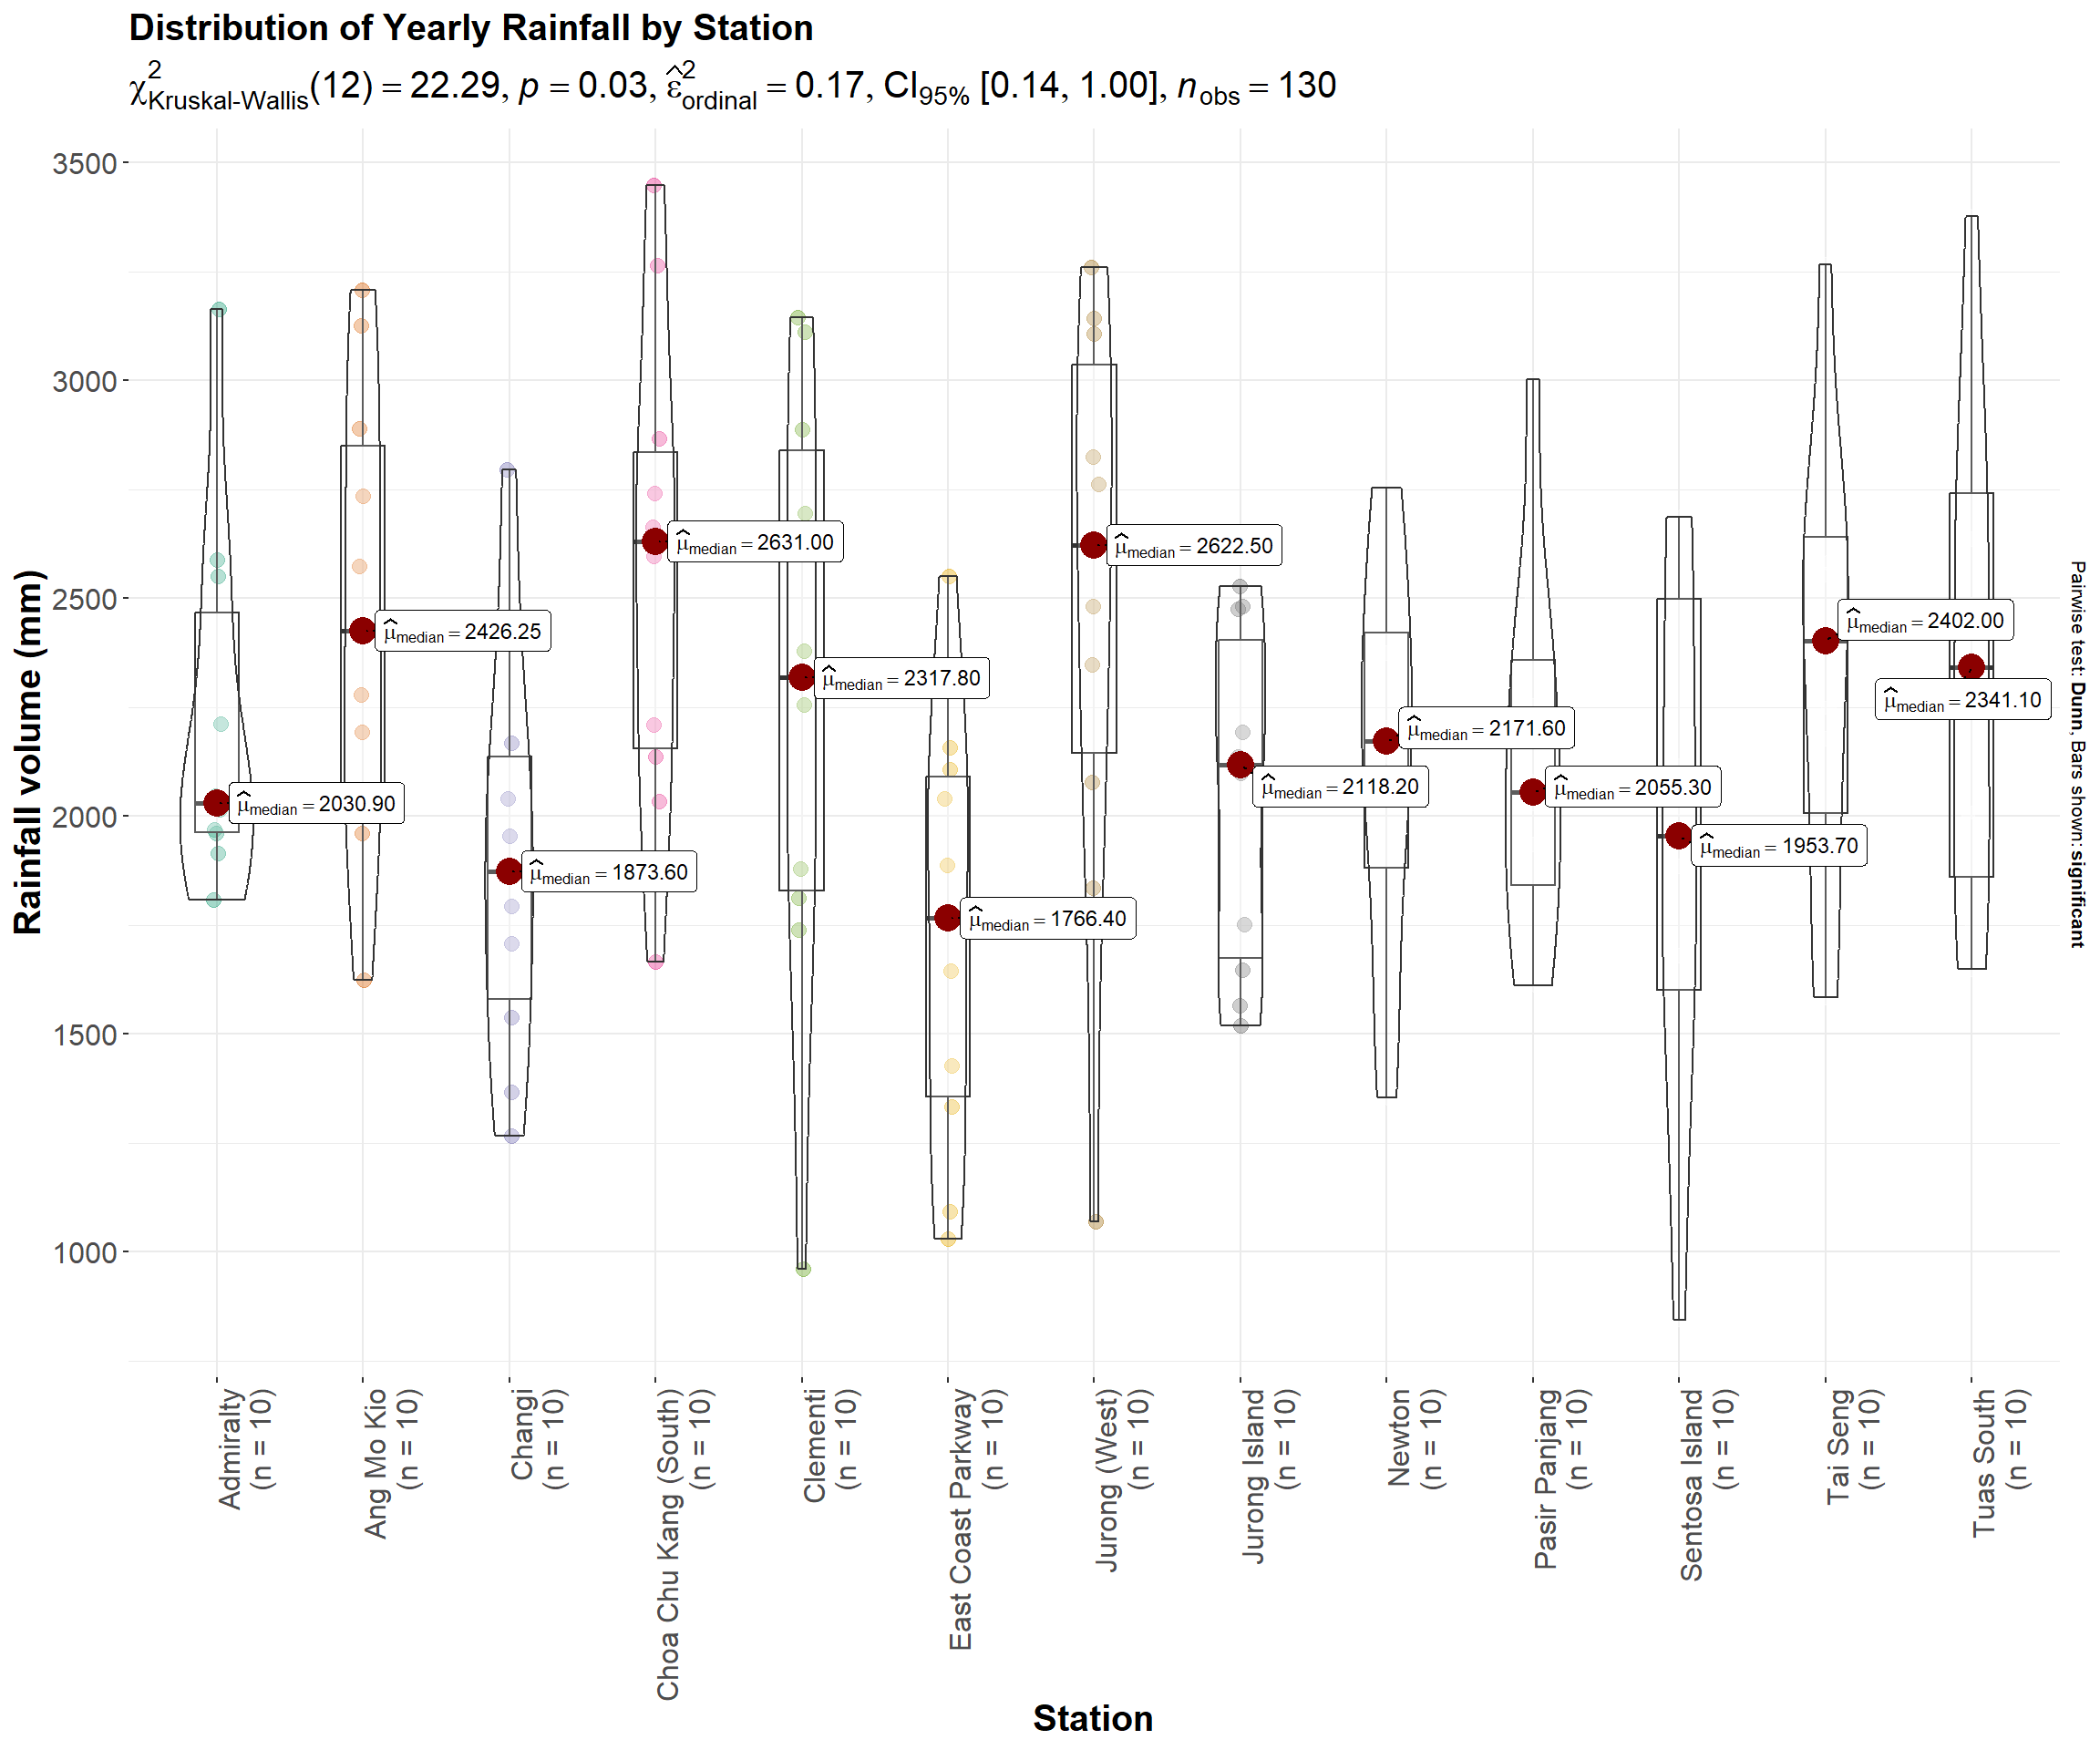 Distribution of Yearly Rainfall by Station
χ²Kruskal-Wallis(12) = 22.29, p = 0.03, ε̂²ordinal = 0.17, CI95% [0.14, 1.00], nobs = 130
Rainfall volume (mm)
3500
3000
2500
2000
1500
1000
μ̂median = 2030.90
μ̂median = 2426.25
μ̂median = 1873.60
μ̂median = 2631.00
μ̂median = 2317.80
μ̂median = 1766.40
μ̂median = 2622.50
μ̂median = 2118.20
μ̂median = 2171.60
μ̂median = 2055.30
μ̂median = 1953.70
μ̂median = 2402.00
μ̂median = 2341.10
Pairwise test: Dunn, Bars shown: significant
Admiralty
(n = 10)
Ang Mo Kio
(n = 10)
Changi
(n = 10)
Choa Chu Kang (South)
(n = 10)
Clementi
(n = 10)
East Coast Parkway
(n = 10)
Jurong (West)
(n = 10)
Jurong Island
(n = 10)
Newton
(n = 10)
Pasir Panjang
(n = 10)
Sentosa Island
(n = 10)
Tai Seng
(n = 10)
Tuas South
(n = 10)
Station